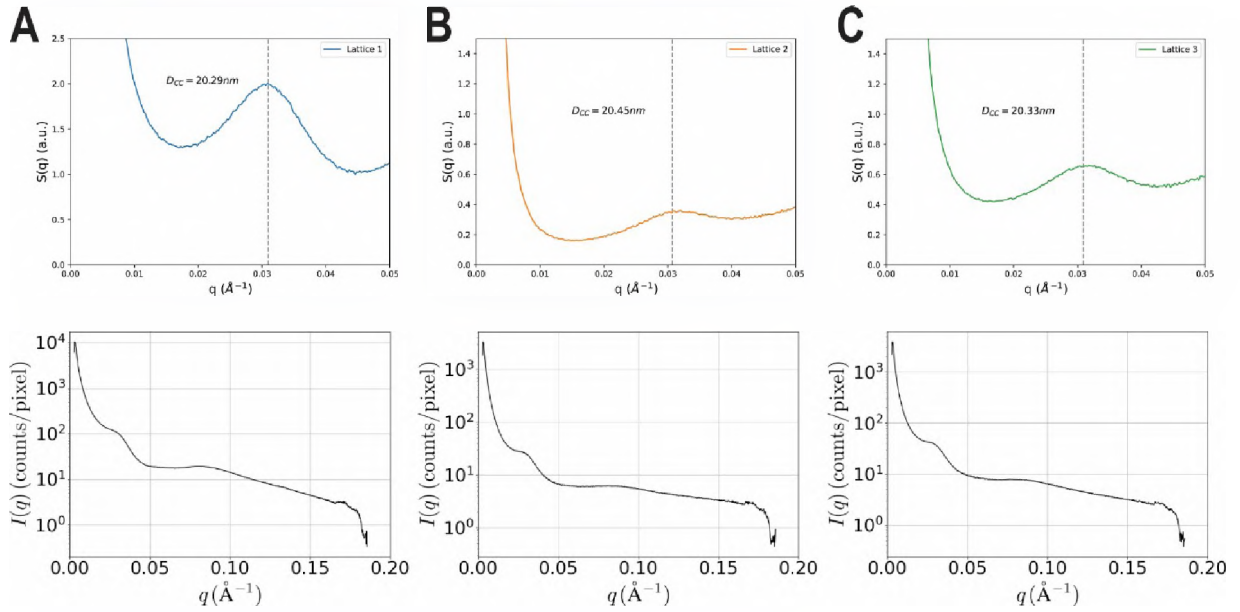 A
2.5
2.0
1.5
1.0
0.5
0.0
S(q) (a.u.)
Lattice 1
D_CC = 20.29nm
0.00 0.01 0.02 0.03 0.04 0.05
q (Å⁻¹)
B
1.4
1.2
1.0
0.8
0.6
0.4
0.2
0.0
S(q) (a.u.)
Lattice 2
D_CC = 20.45nm
0.00 0.01 0.02 0.03 0.04 0.05
q (Å⁻¹)
C
1.4
1.2
1.0
0.8
0.6
0.4
0.2
0.0
S(q) (a.u.)
Lattice 3
D_CC = 20.33nm
0.00 0.01 0.02 0.03 0.04 0.05
q (Å⁻¹)
10⁴
10³
10²
10¹
10⁰
I(q) (counts/pixel)
0.00 0.05 0.10 0.15 0.20
q (Å⁻¹)
10³
10²
10¹
10⁰
I(q) (counts/pixel)
0.00 0.05 0.10 0.15 0.20
q (Å⁻¹)
10³
10²
10¹
10⁰
I(q) (counts/pixel)
0.00 0.05 0.10 0.15 0.20
q (Å⁻¹)